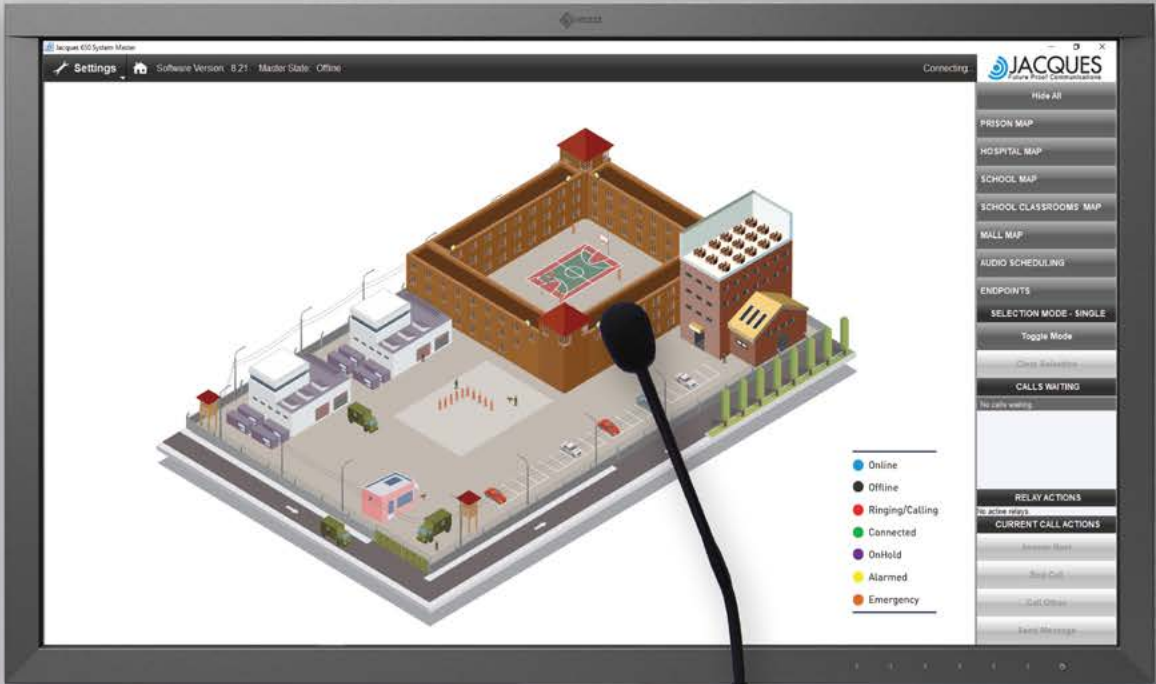 Jacques 650 System Master
Settings
Software Version: 8.21 Master State: Offline
Connecting...
JACQUES
Future Proof Communications
Hide All
PRISON MAP
HOSPITAL MAP
SCHOOL MAP
SCHOOL CLASSROOMS MAP
MALL MAP
AUDIO SCHEDULING
ENDPOINTS
SELECTION MODE - SINGLE
Toggle Mode
Clear Selection
CALLS WAITING
No calls waiting.
RELAY ACTIONS
No active relays.
CURRENT CALL ACTIONS
Answer Next
End Call
Call Other
Send Message
Online
Offline
Ringing/Calling
Connected
OnHold
Alarmed
Emergency